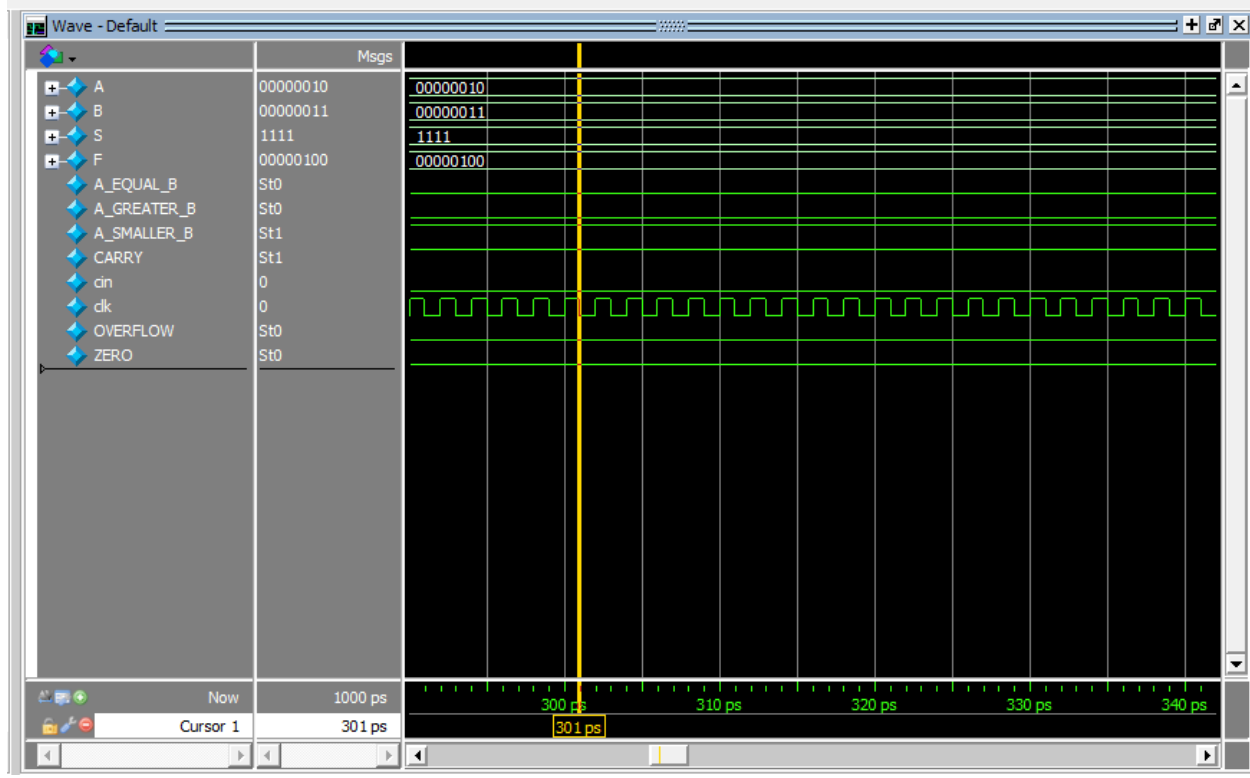 Wave - Default
Msgs
A 00000010 00000010
B 00000011 00000011
S 1111 1111
F 00000100 00000100
A_EQUAL_B St0
A_GREATER_B St0
A_SMALLER_B St1
CARRY St1
cin 0
clk 0
OVERFLOW St0
ZERO St0
Now 1000 ps 300 ps 310 ps 320 ps 330 ps 340 ps
Cursor 1 301 ps 301 ps